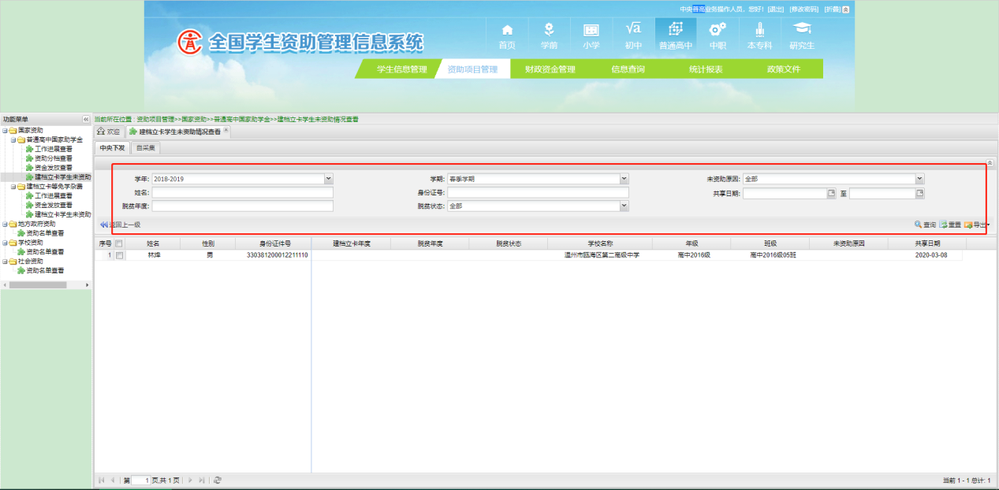 中央普高业务操作人员，您好! [退出] [修改密码] [折叠]
全国学生资助管理信息系统
首页 学前 小学 初中 普通高中 中职 本专科 研究生
学生信息管理 资助项目管理 财政资金管理 信息查询 统计报表 政策文件
功能菜单
国家资助
普通高中国家助学金
工作进展查看
资助分档查看
资金发放查看
建档立卡学生未资助
建档立卡等免学杂费
工作进展查看
资金发放查看
建档立卡学生未资助
地方政府资助
资助名单查看
学校资助
资助名单查看
社会资助
资助名单查看
当前所在位置：资助项目管理>>国家资助>>普通高中国家助学金>>建档立卡学生未资助情况查看
欢迎 建档立卡学生未资助情况查看
中央下发 自采集
学年: 2018-2019 学期: 春季学期 未资助原因: 全部
姓名: 身份证号: 共享日期: 至
脱贫年度: 脱贫状态: 全部
返回上一级 查询 重置 导出
序号 姓名 性别 身份证件号 建档立卡年度 脱贫年度 脱贫状态 学校名称 年级 班级 未资助原因 共享日期
1 林烽 男 330381200012211110 温州市瓯海区第二高级中学 高中2016级 高中2016级05班 2020-03-08
第 1 页,共 1 页 当前 1 - 1 总计: 1